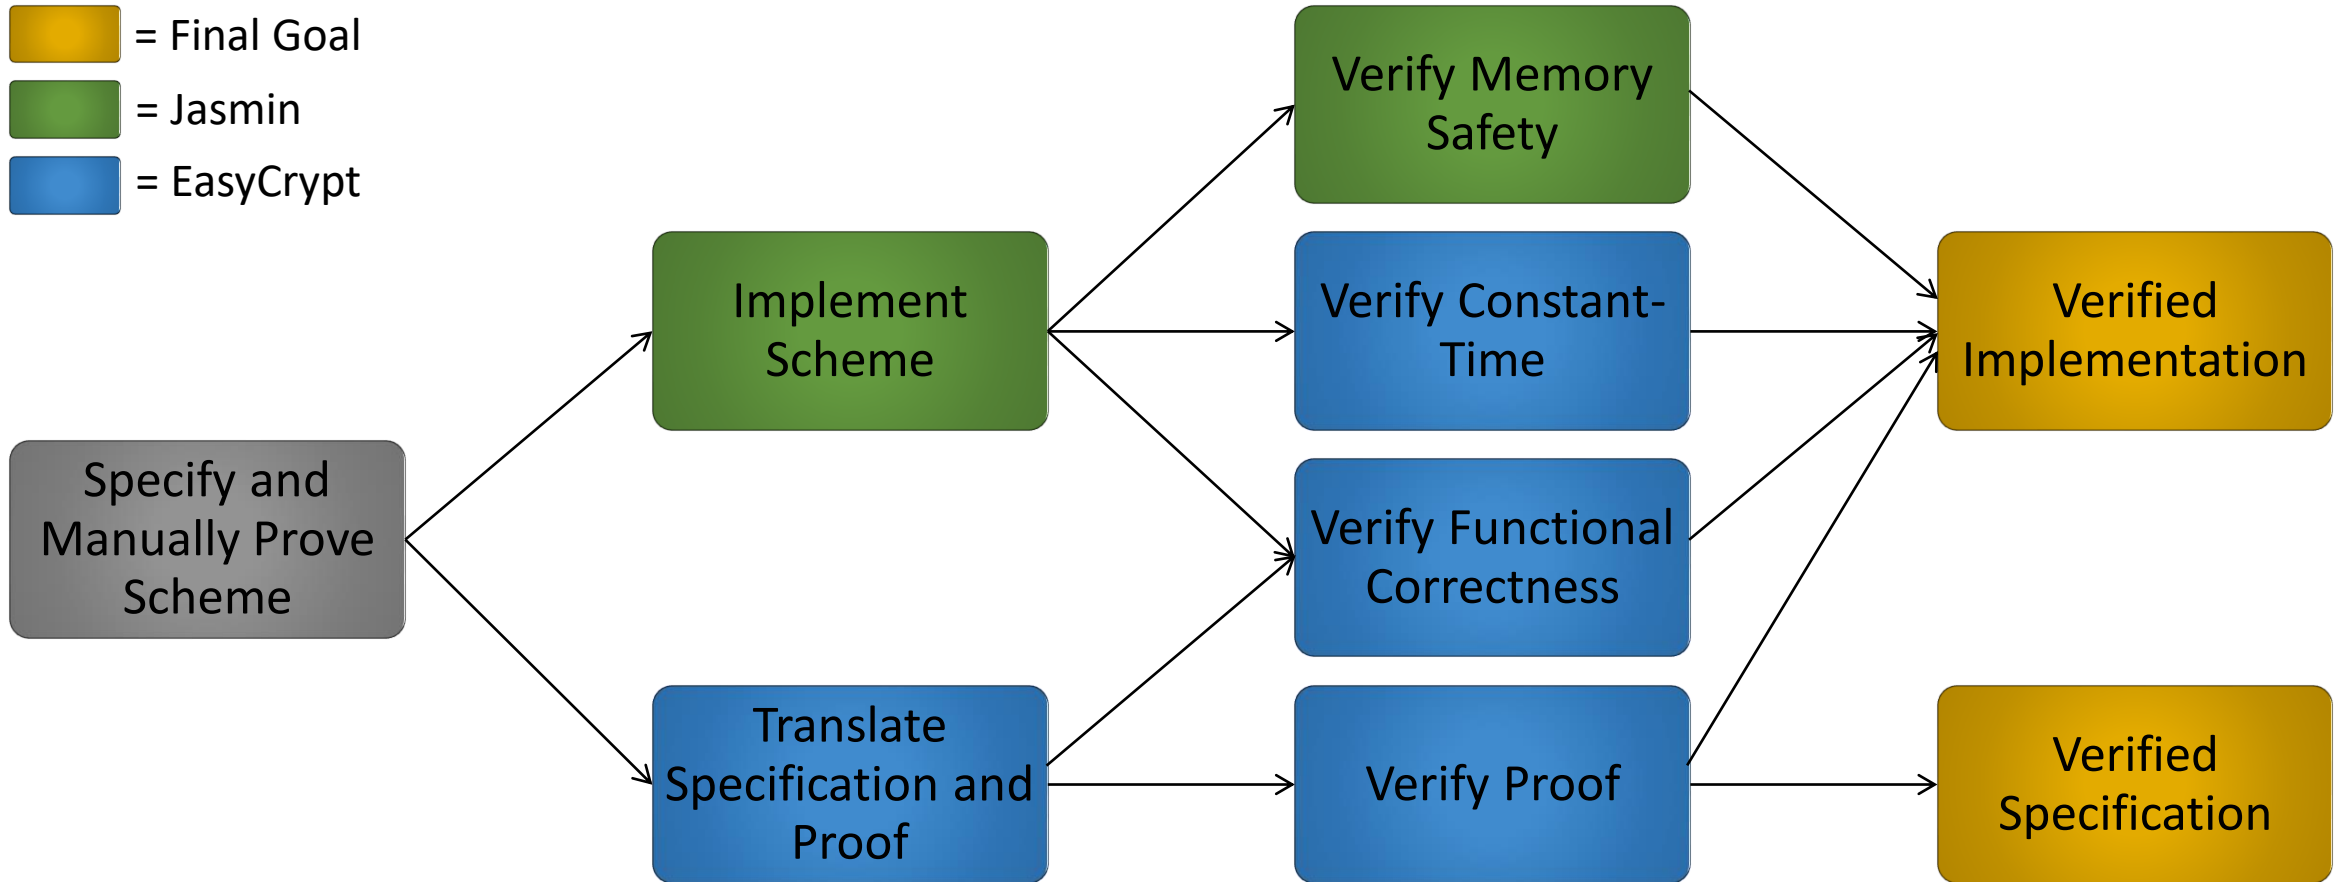 = Final Goal
= Jasmin
= EasyCrypt
Specify and
Manually Prove
Scheme
Implement
Scheme
Translate
Specification and
Proof
Verify Memory
Safety
Verify Constant-
Time
Verify Functional
Correctness
Verify Proof
Verified
Implementation
Verified
Specification